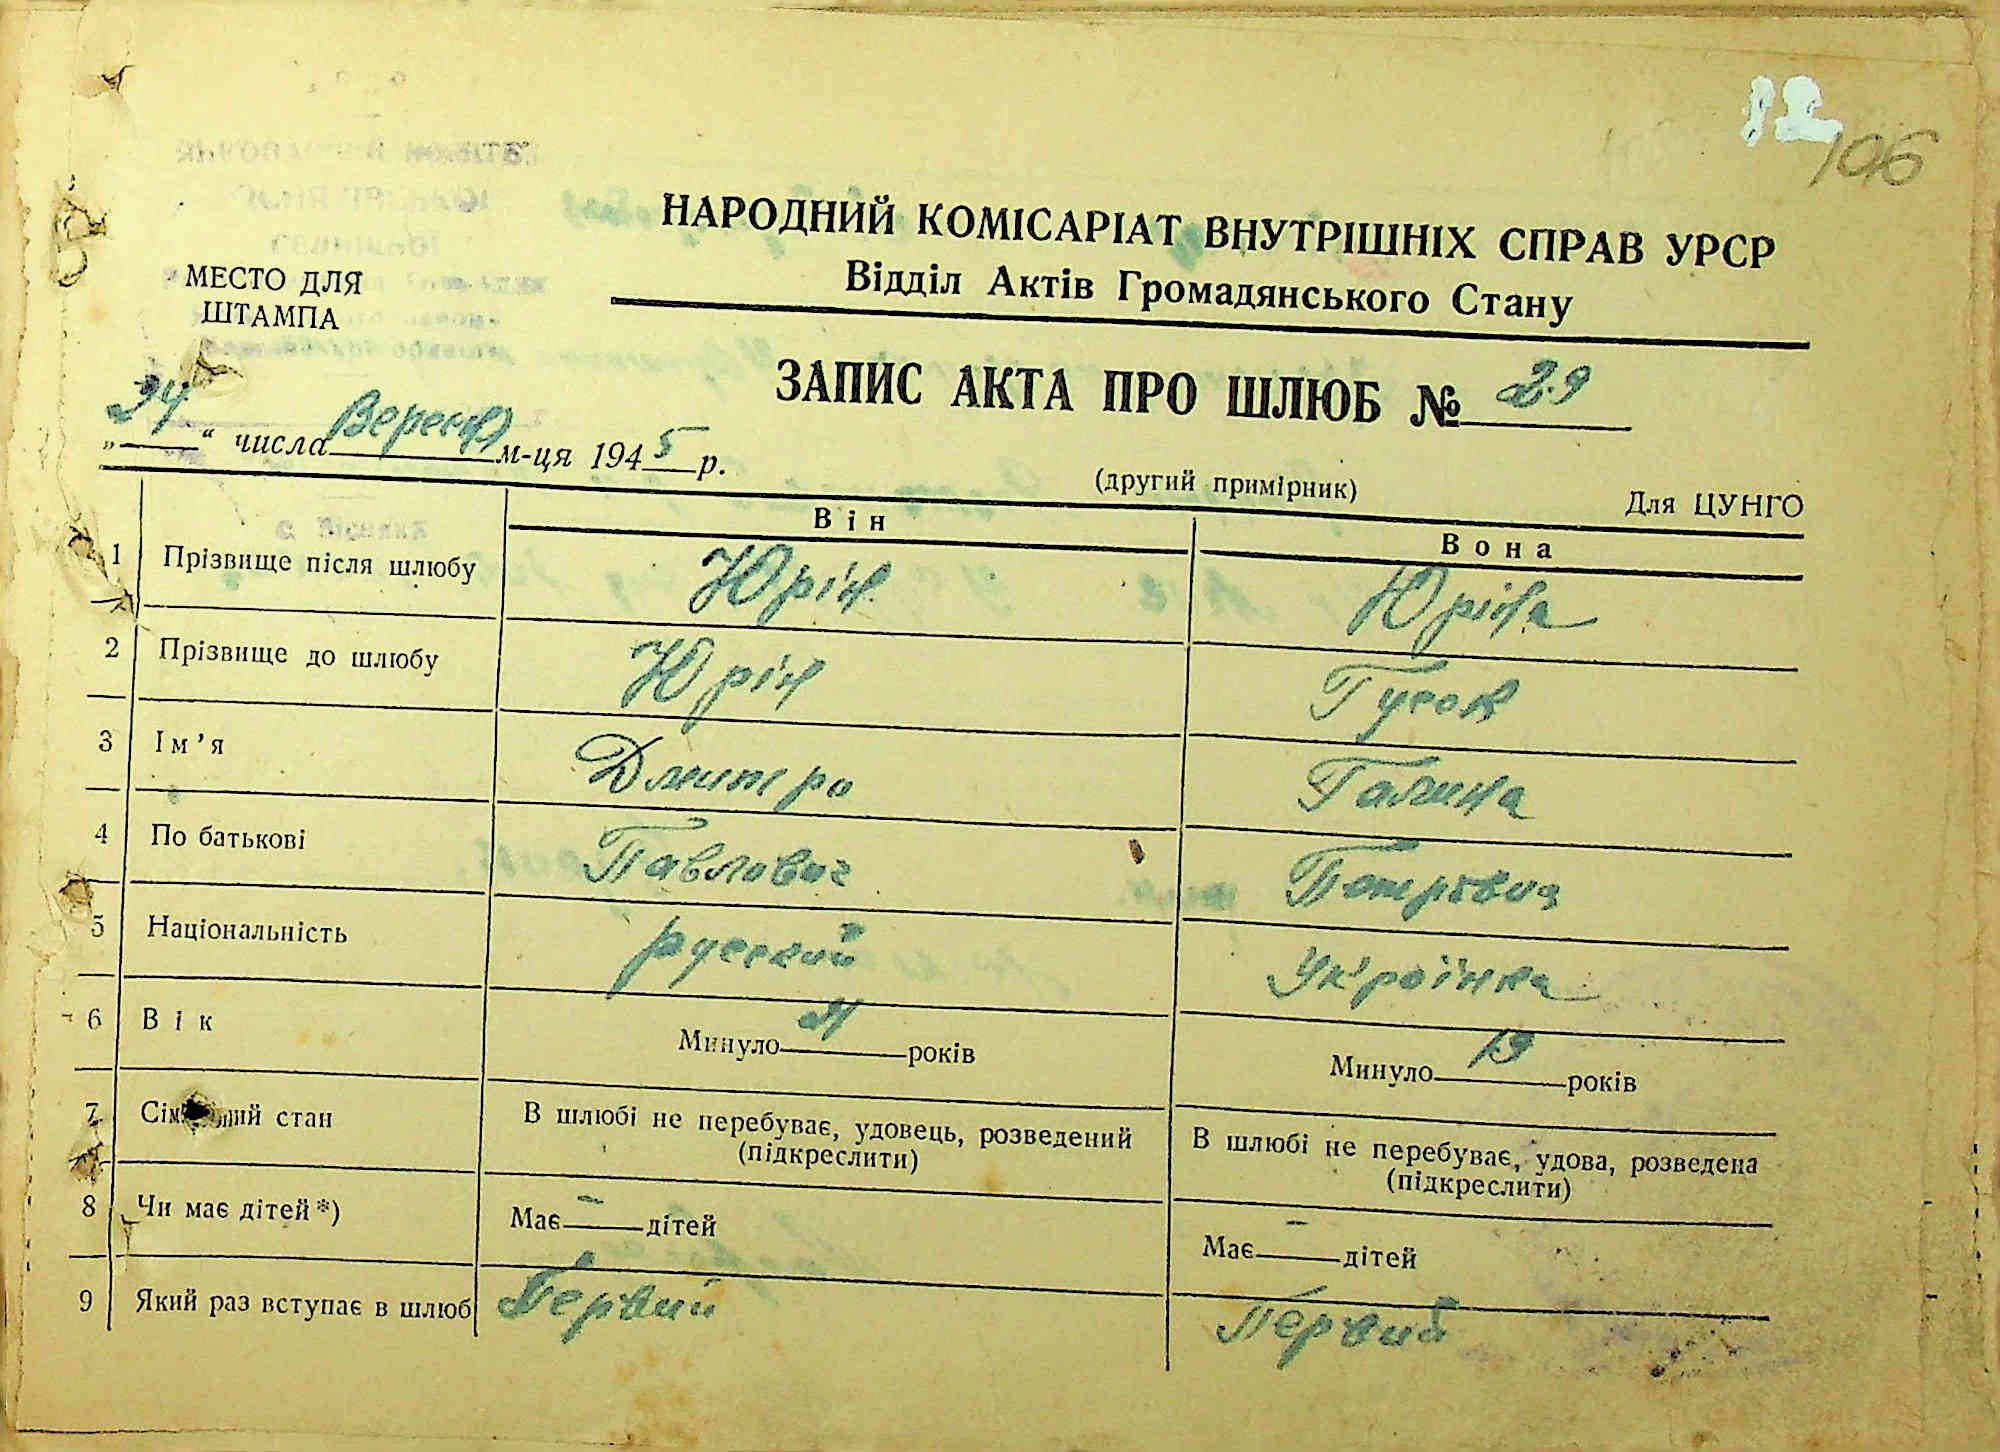 12
106
НАРОДНИЙ КОМІСАРІАТ ВНУТРІШНІХ СПРАВ УРСР
Відділ Актів Громадянського Стану
МЕСТО ДЛЯ
ШТАМПА
ЗАПИС АКТА ПРО ШЛЮБ № 29
„24“ числа Вересня м-ця 1945 р.
(другий примірник)
Для ЦУНГО
Він Вона
1 Прізвище після шлюбу Юрін Юріна
2 Прізвище до шлюбу Юрін Гусок
3 Ім'я Дмитро Галина
4 По батькові Павлович Петрівна
5 Національність русский Українка
6 Вік Минуло 21 років Минуло 19 років
7 Сімейний стан В шлюбі не перебуває, удовець, розведений (підкреслити) В шлюбі не перебуває, удова, розведена (підкреслити)
8 Чи має дітей*) Має — дітей Має — дітей
9 Який раз вступає в шлюб Первий Первий